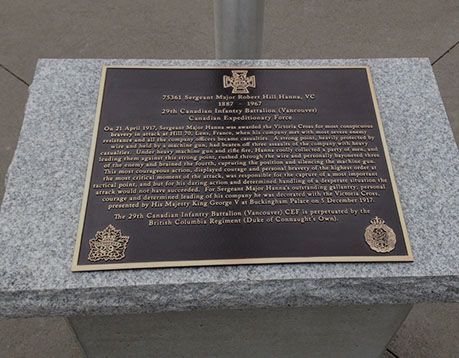 75361 Sergeant Major Robert Hill Hanna, VC
1887 - 1967
29th Canadian Infantry Battalion (Vancouver)
Canadian Expeditionary Force
On 21 April 1917, Sergeant Major Hanna was awarded the Victoria Cross for most conspicuous
bravery in attack at Hill 70, Lens, France, when his company met with most severe enemy
resistance and all the company officers became casualties. A strong point, heavily protected by
wire and held by a machine gun, had beaten off three assaults of the company with heavy
casualties. Under heavy machine gun and rifle fire, Hanna coolly collected a party of men, and
leading them against this strong point, rushed through the wire and personally bayoneted three
of the enemy and brained the fourth, capturing the position and silencing the machine gun.
This most courageous action, displayed courage and personal bravery of the highest order at
the most critical moment of the attack, was responsible for the capture of a most important
tactical point, and but for his daring action and determined handling of a desperate situation the
attack would not have succeeded. For Sergeant Major Hanna's outstanding gallantry, personal
courage and determined leading of his company he was decorated with the Victoria Cross,
presented by His Majesty King George V at Buckingham Palace on 5 December 1917.
The 29th Canadian Infantry Battalion (Vancouver) CEF is perpetuated by the
British Columbia Regiment (Duke of Connaught's Own).